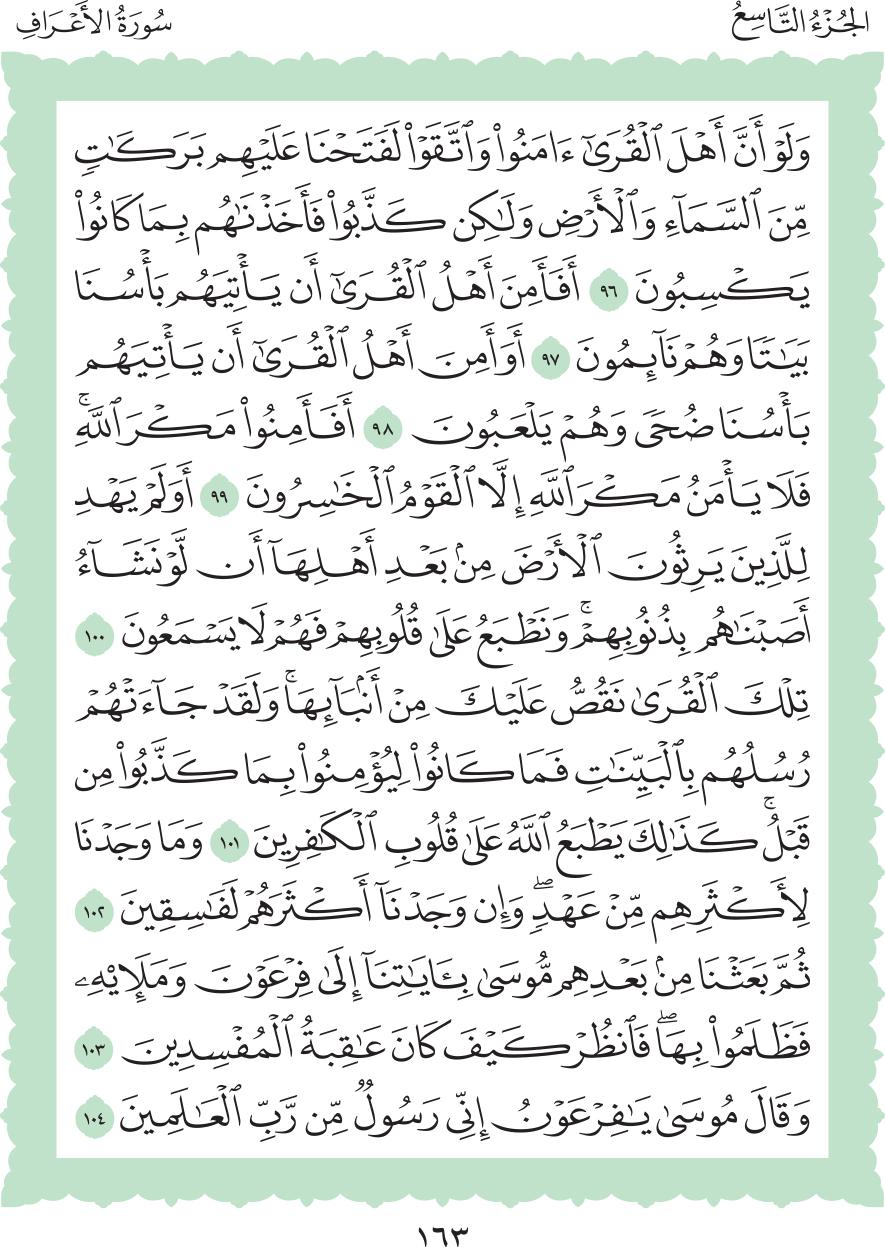 الجُزْءُ التَّاسِعُ
سُورَةُ الأَعْرَافِ
وَلَوۡ أَنَّ أَهۡلَ ٱلۡقُرَىٰٓ ءَامَنُواْ وَٱتَّقَوۡاْ لَفَتَحۡنَا عَلَيۡهِم بَرَكَٰتٖ
مِّنَ ٱلسَّمَآءِ وَٱلۡأَرۡضِ وَلَٰكِن كَذَّبُواْ فَأَخَذۡنَٰهُم بِمَا كَانُواْ
يَكۡسِبُونَ ٩٦ أَفَأَمِنَ أَهۡلُ ٱلۡقُرَىٰٓ أَن يَأۡتِيَهُم بَأۡسُنَا
بَيَٰتٗا وَهُمۡ نَآئِمُونَ ٩٧ أَوَ أَمِنَ أَهۡلُ ٱلۡقُرَىٰٓ أَن يَأۡتِيَهُم
بَأۡسُنَا ضُحٗى وَهُمۡ يَلۡعَبُونَ ٩٨ أَفَأَمِنُواْ مَكۡرَ ٱللَّهِۚ
فَلَا يَأۡمَنُ مَكۡرَ ٱللَّهِ إِلَّا ٱلۡقَوۡمُ ٱلۡخَٰسِرُونَ ٩٩ أَوَلَمۡ يَهۡدِ
لِلَّذِينَ يَرِثُونَ ٱلۡأَرۡضَ مِنۢ بَعۡدِ أَهۡلِهَآ أَن لَّوۡ نَشَآءُ
أَصَبۡنَٰهُم بِذُنُوبِهِمۡۚ وَنَطۡبَعُ عَلَىٰ قُلُوبِهِمۡ فَهُمۡ لَا يَسۡمَعُونَ ١٠٠
تِلۡكَ ٱلۡقُرَىٰ نَقُصُّ عَلَيۡكَ مِنۡ أَنۢبَآئِهَاۚ وَلَقَدۡ جَآءَتۡهُمۡ
رُسُلُهُم بِٱلۡبَيِّنَٰتِ فَمَا كَانُواْ لِيُؤۡمِنُواْ بِمَا كَذَّبُواْ مِن
قَبۡلُۚ كَذَٰلِكَ يَطۡبَعُ ٱللَّهُ عَلَىٰ قُلُوبِ ٱلۡكَٰفِرِينَ ١٠١ وَمَا وَجَدۡنَا
لِأَكۡثَرِهِم مِّنۡ عَهۡدٖۖ وَإِن وَجَدۡنَآ أَكۡثَرَهُمۡ لَفَٰسِقِينَ ١٠٢
ثُمَّ بَعَثۡنَا مِنۢ بَعۡدِهِم مُّوسَىٰ بِـَٔايَٰتِنَآ إِلَىٰ فِرۡعَوۡنَ وَمَلَإِيْهِۦ
فَظَلَمُواْ بِهَاۖ فَٱنظُرۡ كَيۡفَ كَانَ عَٰقِبَةُ ٱلۡمُفۡسِدِينَ ١٠٣
وَقَالَ مُوسَىٰ يَٰفِرۡعَوۡنُ إِنِّي رَسُولٞ مِّن رَّبِّ ٱلۡعَٰلَمِينَ ١٠٤
١٦٣